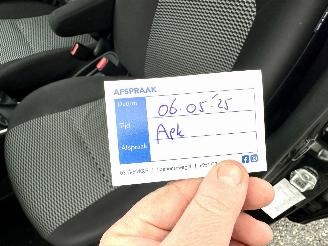 AFSPRAAK
Datum 06-05-'25
Tijd Apk
Afspraak